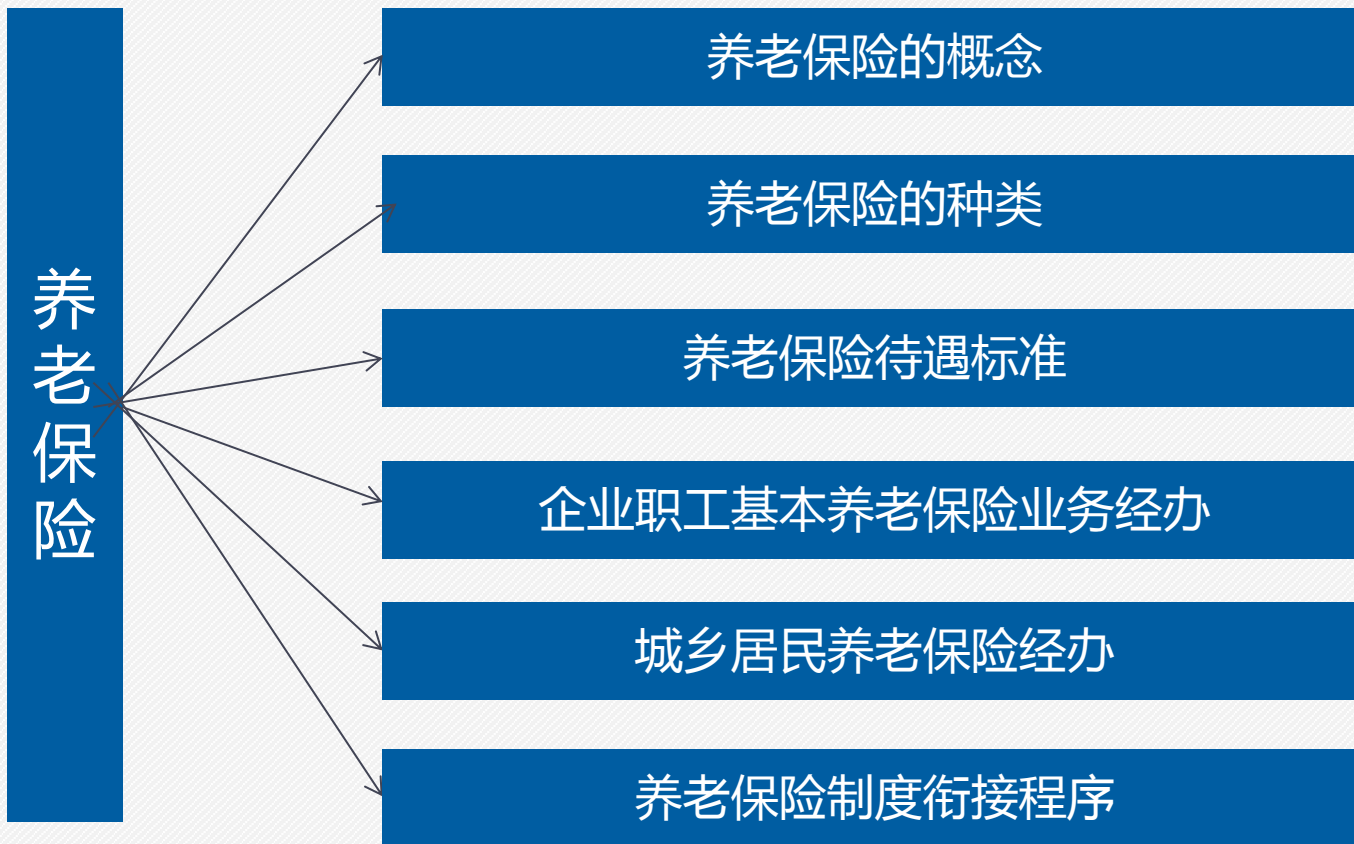 养老保险
养老保险的概念
养老保险的种类
养老保险待遇标准
企业职工基本养老保险业务经办
城乡居民养老保险经办
养老保险制度衔接程序